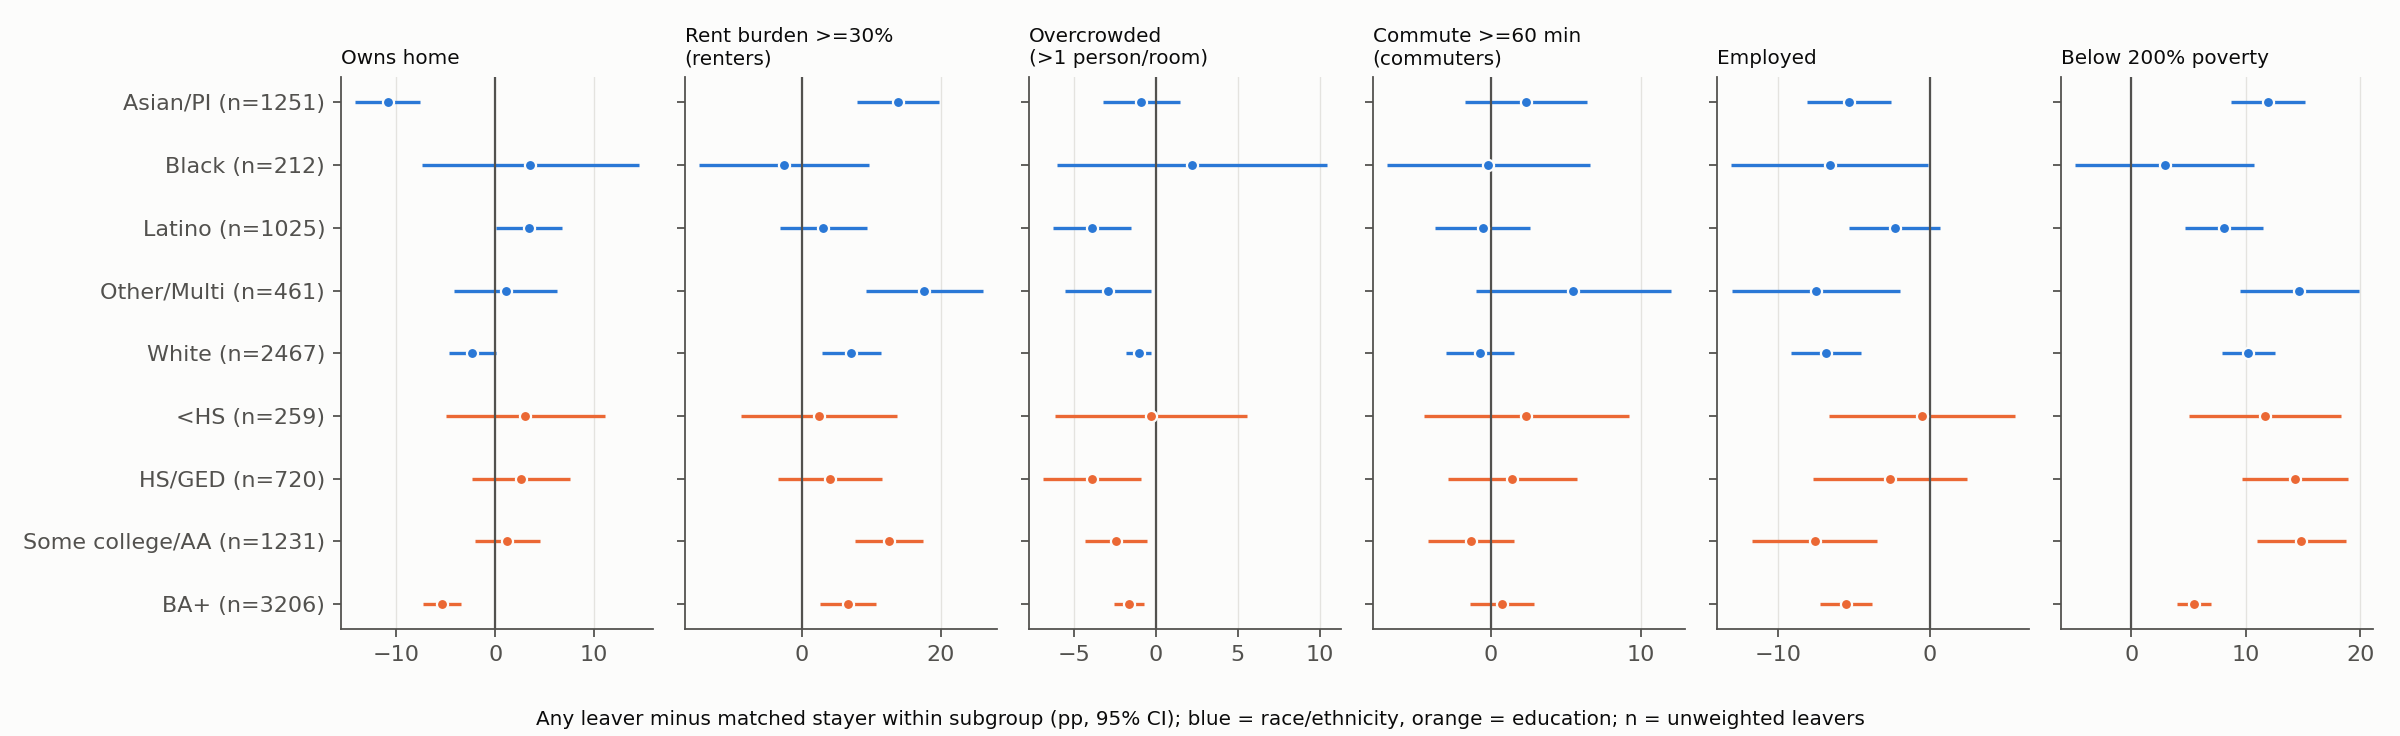 Owns home
Rent burden >=30%
(renters)
Overcrowded
(>1 person/room)
Commute >=60 min
(commuters)
Employed
Below 200% poverty
Asian/PI (n=1251)
Black (n=212)
Latino (n=1025)
Other/Multi (n=461)
White (n=2467)
<HS (n=259)
HS/GED (n=720)
Some college/AA (n=1231)
BA+ (n=3206)
−10 0 10
0 20
−5 0 5 10
0 10
−10 0
0 10 20
Any leaver minus matched stayer within subgroup (pp, 95% CI); blue = race/ethnicity, orange = education; n = unweighted leavers